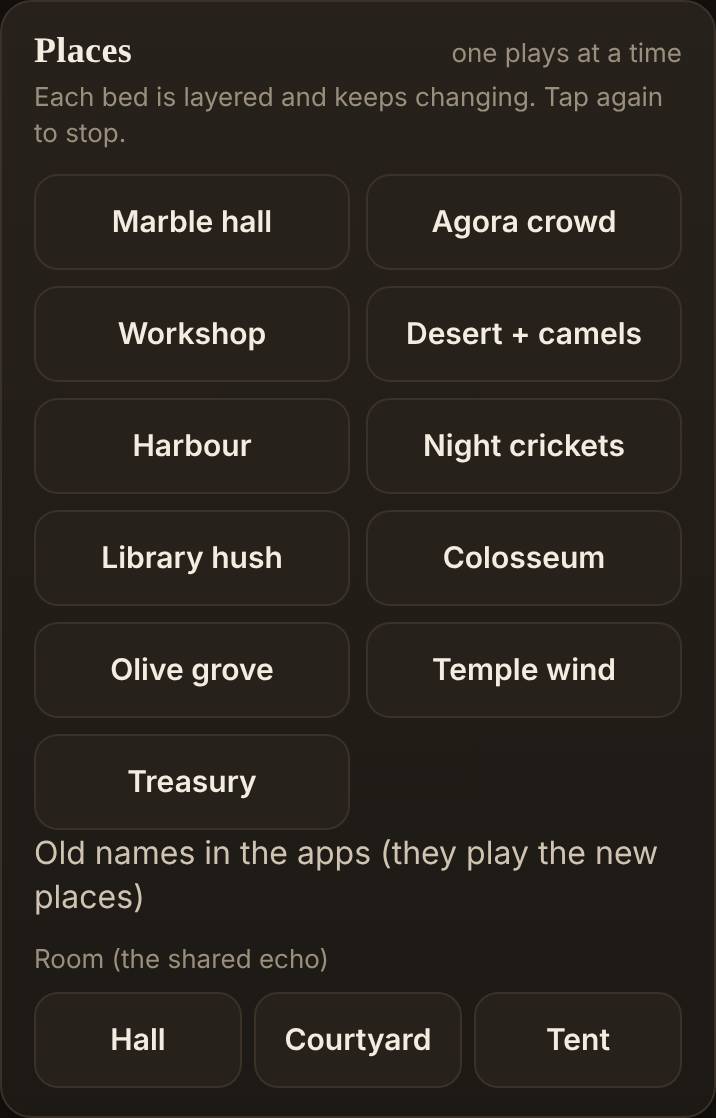 Places
one plays at a time
Each bed is layered and keeps changing. Tap again
to stop.
Marble hall
Agora crowd
Workshop
Desert + camels
Harbour
Night crickets
Library hush
Colosseum
Olive grove
Temple wind
Treasury
Old names in the apps (they play the new
places)
Room (the shared echo)
Hall
Courtyard
Tent